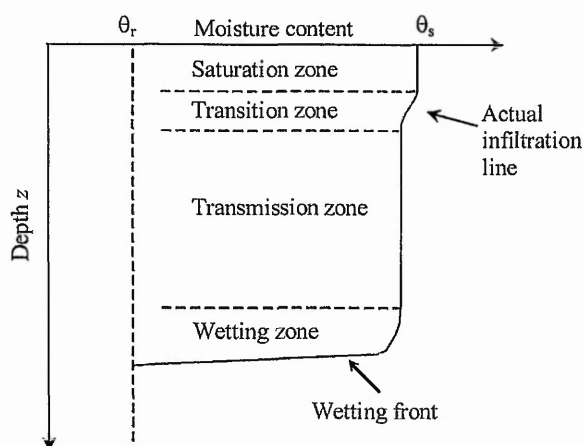 θr Moisture content θs
Saturation zone
Transition zone
Actual
infiltration
line
Transmission zone
Depth z
Wetting zone
Wetting front